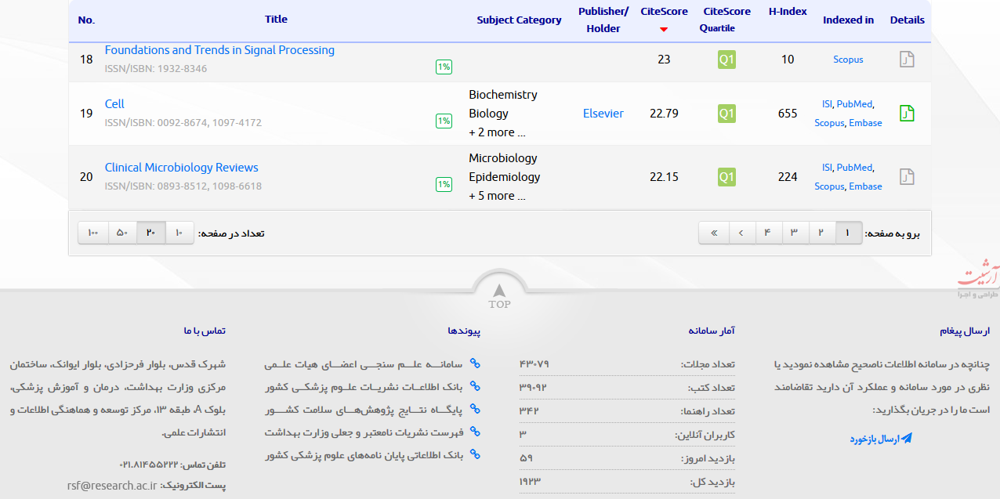 No. Title Subject Category Publisher/ Holder CiteScore CiteScore Quartile H-Index Indexed in Details
18 Foundations and Trends in Signal Processing 1% 23 Q1 10 Scopus
ISSN/ISBN: 1932-8346
19 Cell 1% Biochemistry Elsevier 22.79 Q1 655 ISI, PubMed,
ISSN/ISBN: 0092-8674, 1097-4172 Biology Scopus, Embase
+ 2 more ...
20 Clinical Microbiology Reviews 1% Microbiology 22.15 Q1 224 ISI, PubMed,
ISSN/ISBN: 0893-8512, 1098-6618 Epidemiology Scopus, Embase
+ 5 more ...
برو به صفحه: ۱ ۲ ۳ ۴ > »
تعداد در صفحه: ۱۰ ۲۰ ۵۰ ۱۰۰
آرشیت
طراحی و اجرا
TOP
ارسال پیغام
چنانچه در سامانه اطلاعات ناصحیح مشاهده نمودید یا
نظری در مورد سامانه و عملکرد آن دارید تقاضامند
است ما را در جریان بگذارید:
ارسال بازخورد
آمار سامانه
تعداد مجلات: ۴۳۰۷۹
تعداد کتب: ۳۹۰۹۲
تعداد راهنما: ۳۴۲
کاربران آنلاین: ۳
بازدید امروز: ۵۹
بازدید کل: ۱۹۲۳
پیوندها
سامانه علم سنجی اعضای هیات علمی
بانک اطلاعات نشریات علوم پزشکی کشور
پایگاه نتایج پژوهش‌های سلامت کشور
فهرست نشریات نامعتبر و جعلی وزارت بهداشت
بانک اطلاعاتی پایان نامه‌های علوم پزشکی کشور
تماس با ما
شهرک قدس، بلوار فرحزادی، بلوار ایوانک، ساختمان
مرکزی وزارت بهداشت، درمان و آموزش پزشکی،
بلوک A، طبقه ۱۳، مرکز توسعه و هماهنگی اطلاعات و
انتشارات علمی.
تلفن تماس: ۰۲۱.۸۱۴۵۵۲۲۲
پست الکترونیک: rsf@research.ac.ir